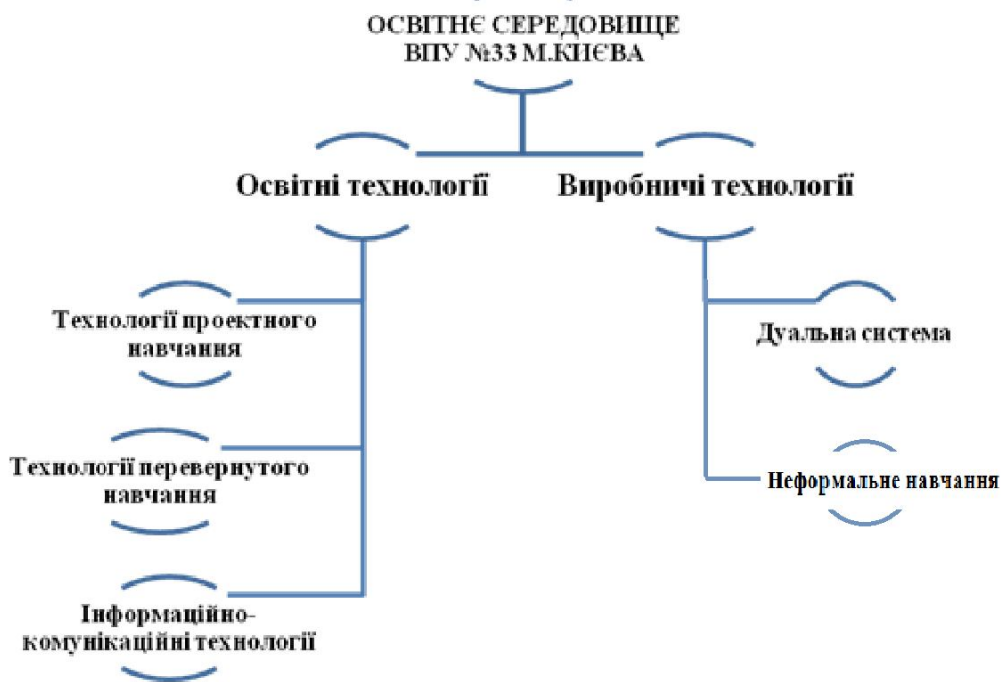 ОСВІТНЄ СЕРЕДОВИЩЕ
ВПУ №33 М.КИЄВА
Освітні технології
Виробничі технології
Технології проектного
навчання
Технології перевернутого
навчання
Інформаційно-
комунікаційні технології
Дуальна система
Неформальне навчання